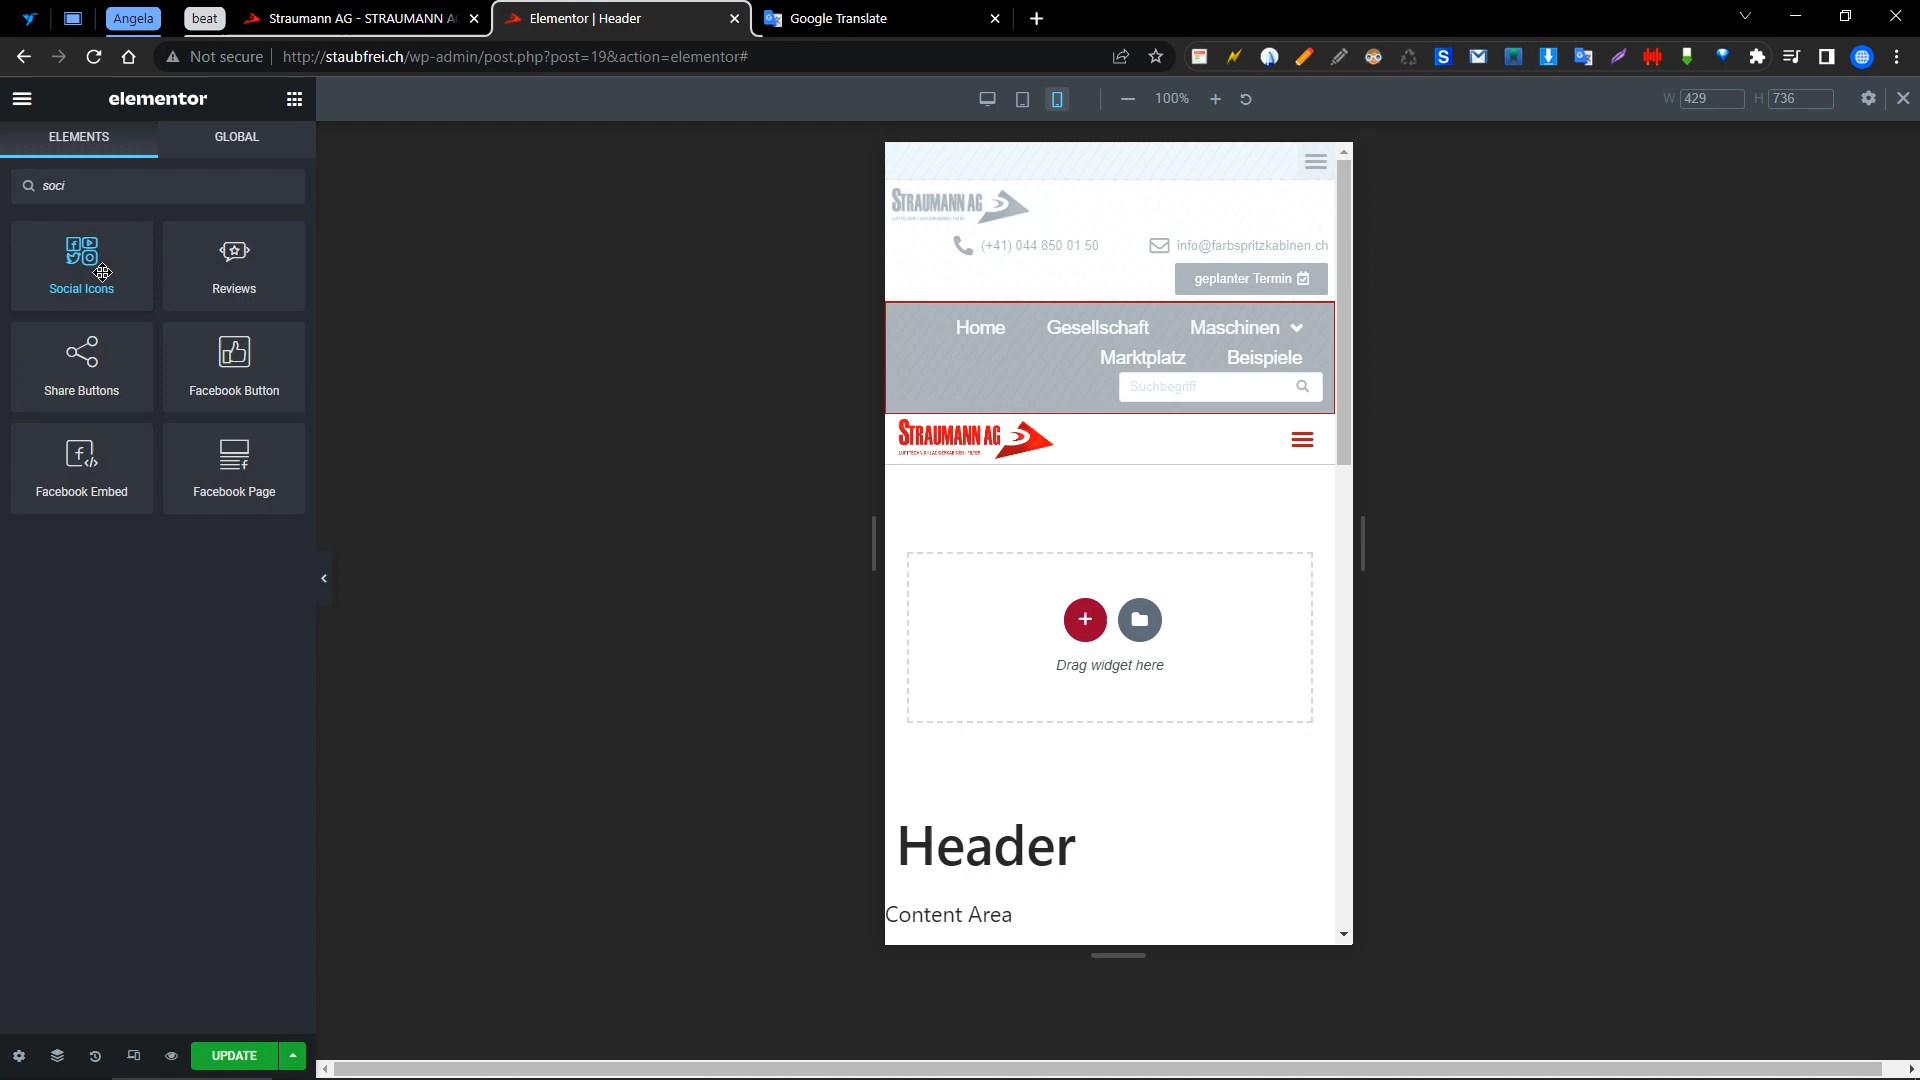 Angela
beat
Straumann AG - STRAUMANN A
Elementor | Header
Google Translate
Not secure
http://staubfrei.ch/wp-admin/post.php?post=19&action=elementor#
elementor
100%
W 429
H 736
ELEMENTS
GLOBAL
soci
Social Icons
Reviews
Share Buttons
Facebook Button
Facebook Embed
Facebook Page
UPDATE
STRAUMANN AG
(+41) 044 850 01 50
info@farbspritzkabinen.ch
geplanter Termin
Home
Gesellschaft
Maschinen
Marktplatz
Beispiele
Suchbegriff
STRAUMANN AG
LUFTTECHNIK I LACKIERKABINEN I FILTER
Drag widget here
Header
Content Area